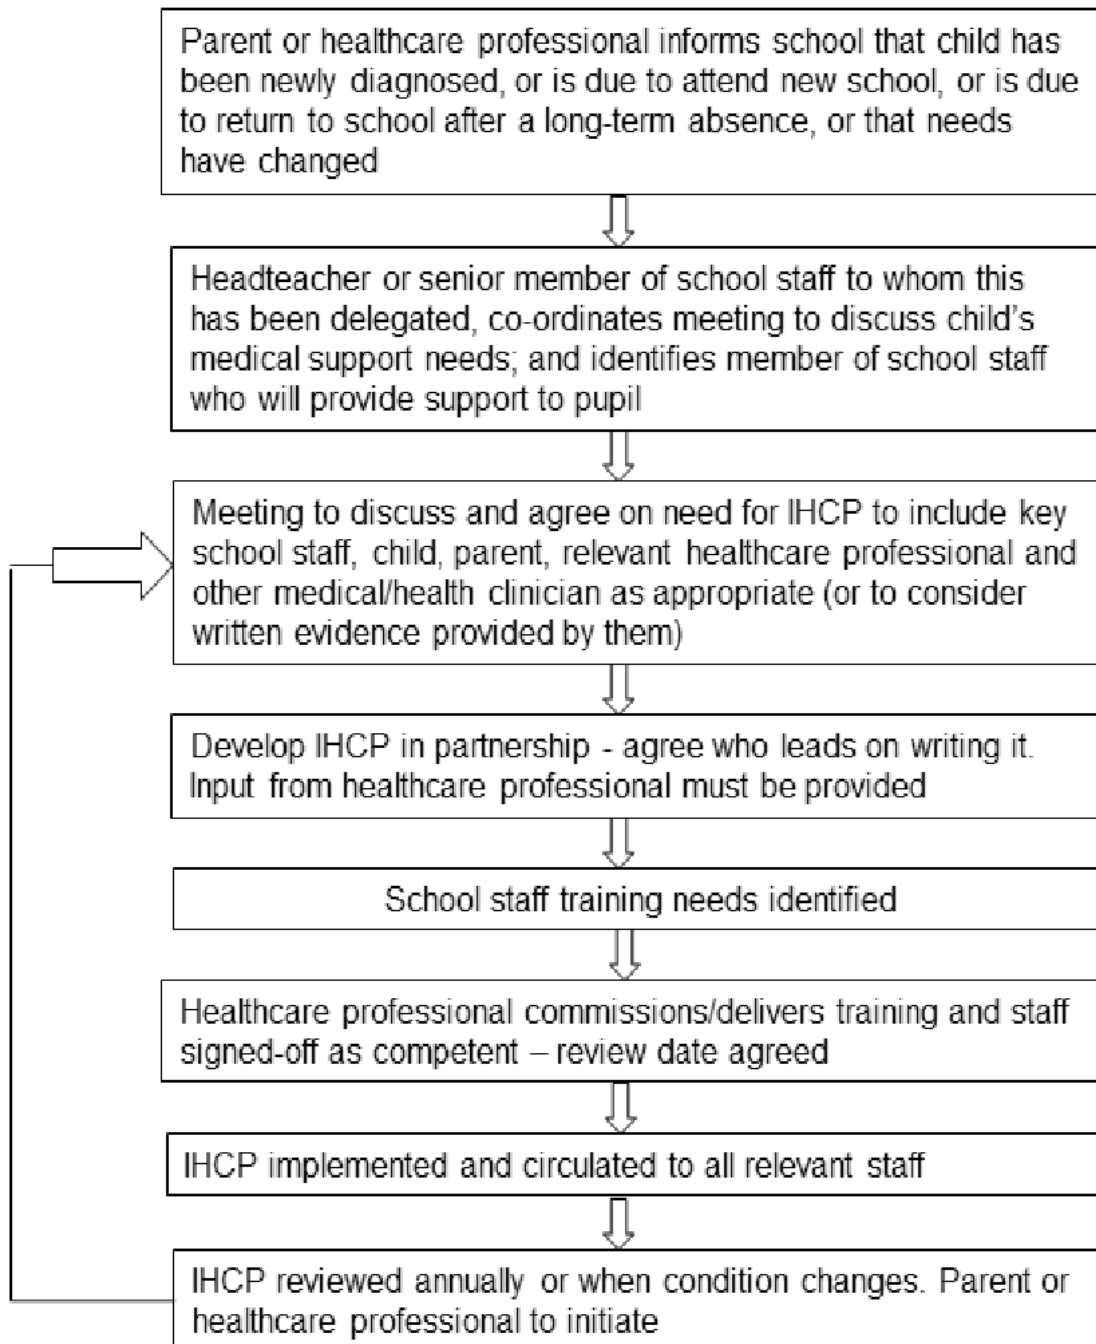 Parent or healthcare professional informs school that child has
been newly diagnosed, or is due to attend new school, or is due
to return to school after a long-term absence, or that needs
have changed
Headteacher or senior member of school staff to whom this
has been delegated, co-ordinates meeting to discuss child's
medical support needs; and identifies member of school staff
who will provide support to pupil
Meeting to discuss and agree on need for IHCP to include key
school staff, child, parent, relevant healthcare professional and
other medical/health clinician as appropriate (or to consider
written evidence provided by them)
Develop IHCP in partnership - agree who leads on writing it.
Input from healthcare professional must be provided
School staff training needs identified
Healthcare professional commissions/delivers training and staff
signed-off as competent – review date agreed
IHCP implemented and circulated to all relevant staff
IHCP reviewed annually or when condition changes. Parent or
healthcare professional to initiate